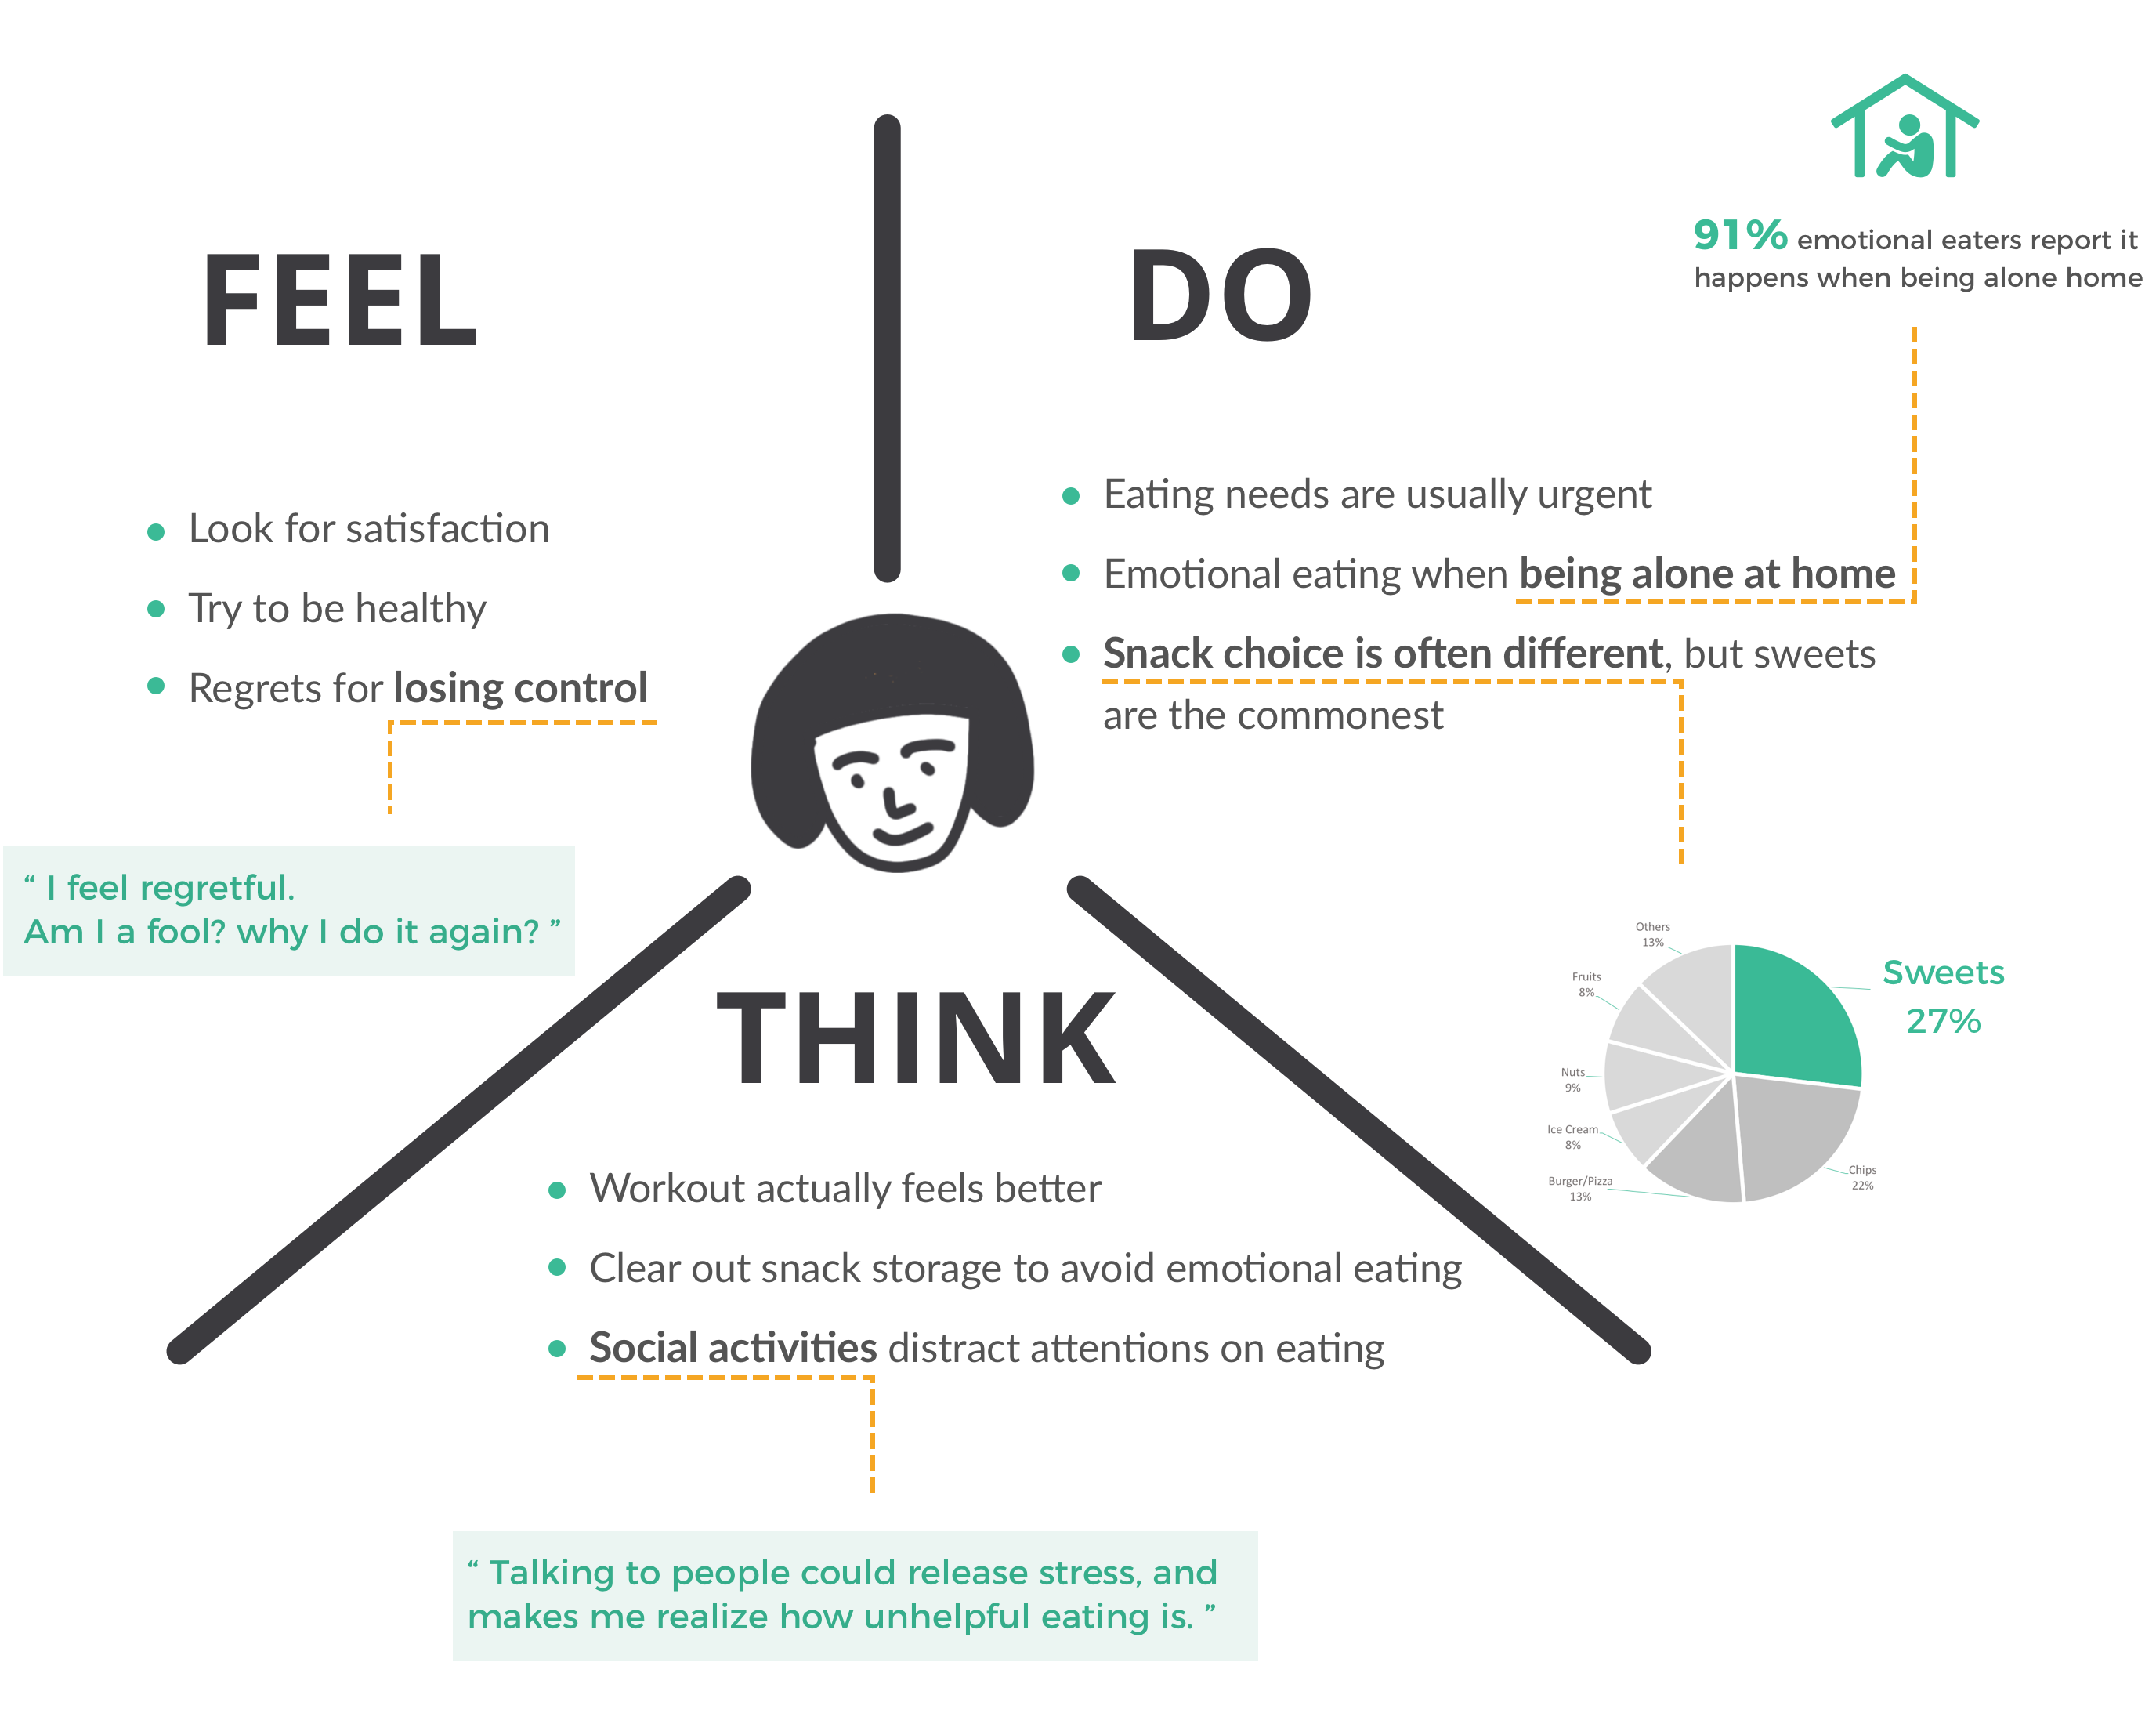 FEEL
Look for satisfaction
Try to be healthy
Regrets for losing control
“ I feel regretful.
Am I a fool? why I do it again? ”
DO
91% emotional eaters report it
happens when being alone home
Eating needs are usually urgent
Emotional eating when being alone at home
Snack choice is often different, but sweets
are the commonest
Others
13%
Fruits
8%
Nuts
9%
Ice Cream
8%
Burger/Pizza
13%
Chips
22%
Sweets
27%
THINK
Workout actually feels better
Clear out snack storage to avoid emotional eating
Social activities distract attentions on eating
“ Talking to people could release stress, and
makes me realize how unhelpful eating is. ”